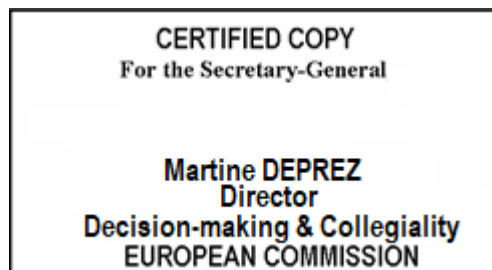 CERTIFIED COPY
For the Secretary-General
Martine DEPREZ
Director
Decision-making & Collegiality
EUROPEAN COMMISSION